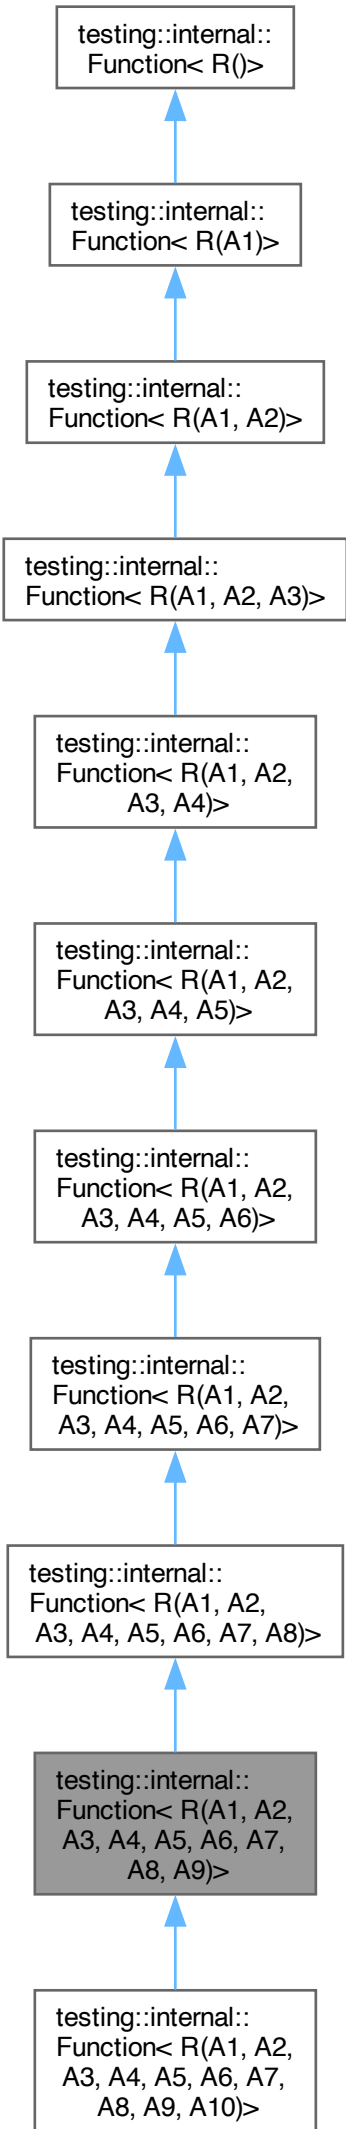 testing::internal::
Function< R()>
testing::internal::
Function< R(A1)>
testing::internal::
Function< R(A1, A2)>
testing::internal::
Function< R(A1, A2, A3)>
testing::internal::
Function< R(A1, A2,
A3, A4)>
testing::internal::
Function< R(A1, A2,
A3, A4, A5)>
testing::internal::
Function< R(A1, A2,
A3, A4, A5, A6)>
testing::internal::
Function< R(A1, A2,
A3, A4, A5, A6, A7)>
testing::internal::
Function< R(A1, A2,
A3, A4, A5, A6, A7, A8)>
testing::internal::
Function< R(A1, A2,
A3, A4, A5, A6, A7,
A8, A9)>
testing::internal::
Function< R(A1, A2,
A3, A4, A5, A6, A7,
A8, A9, A10)>